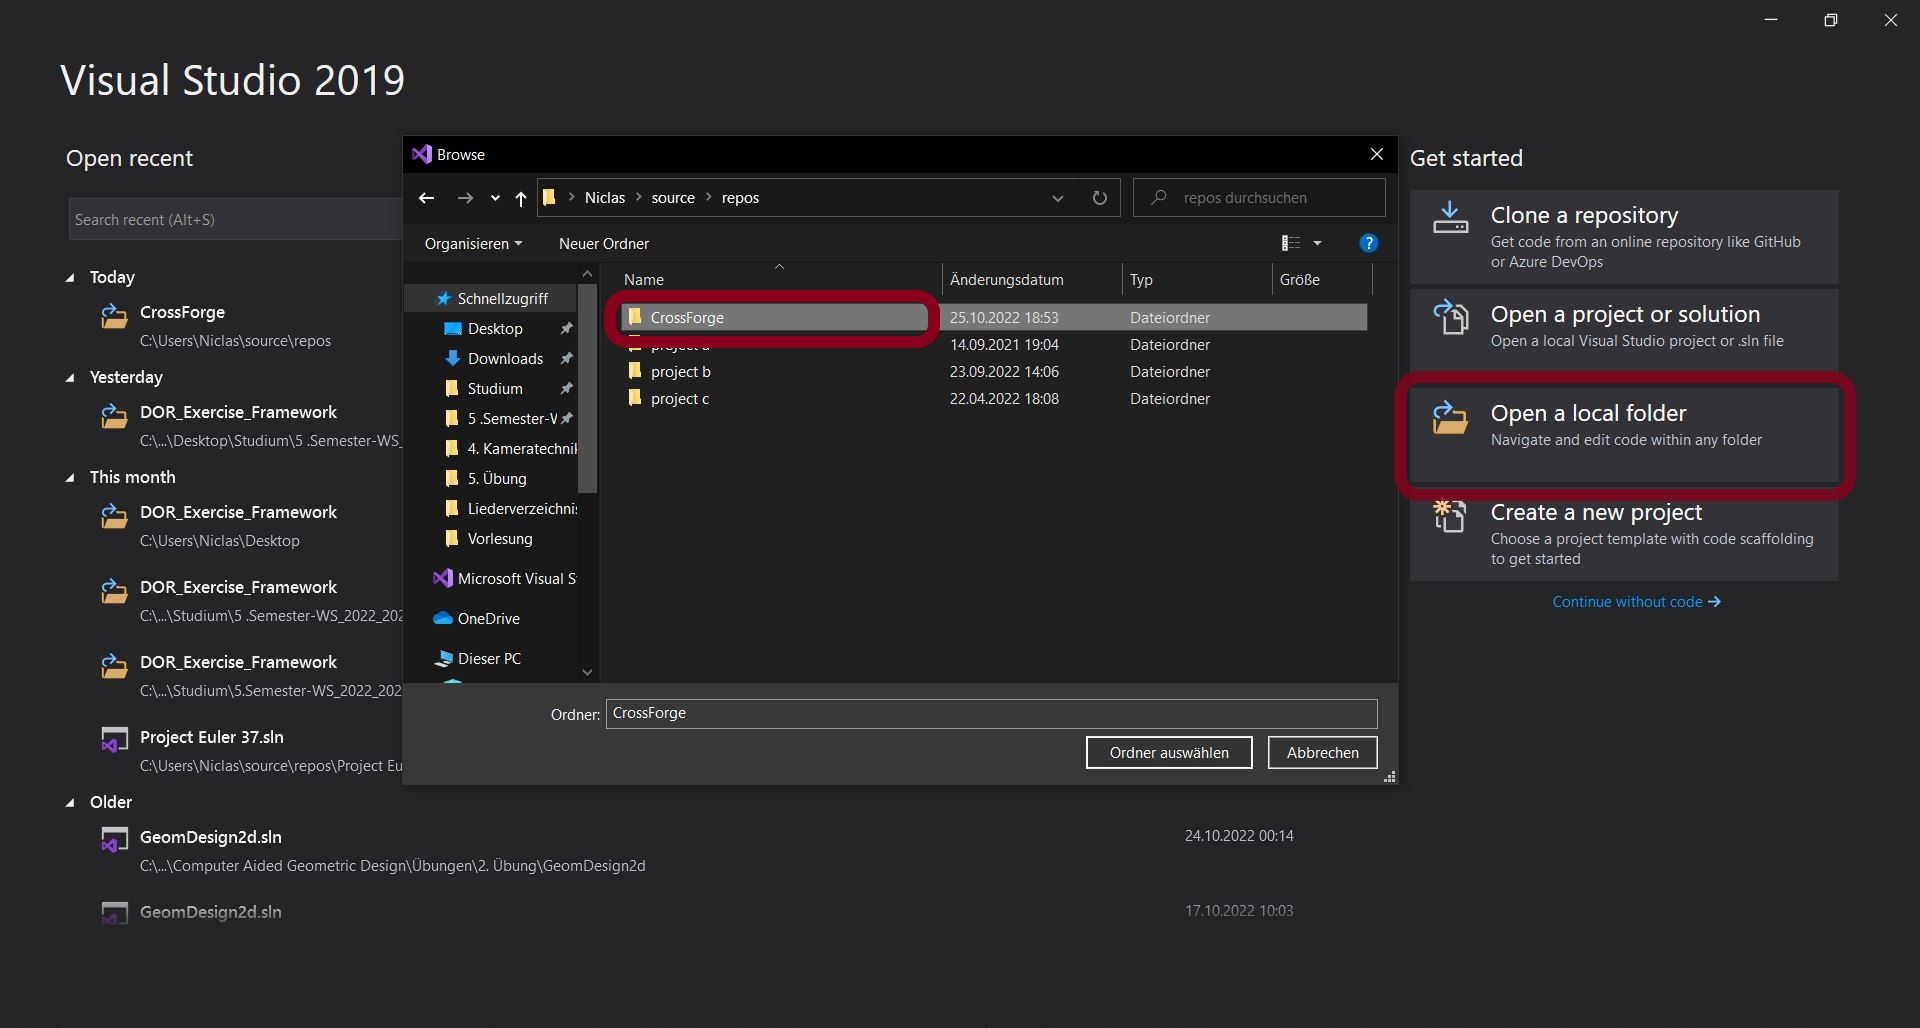 Visual Studio 2019
Open recent
Search recent (Alt+S)
Today
CrossForge
C:\Users\Niclas\source\repos
Yesterday
DOR_Exercise_Framework
C:\...\Desktop\Studium\5 .Semester-WS_
This month
DOR_Exercise_Framework
C:\Users\Niclas\Desktop
DOR_Exercise_Framework
C:\...\Studium\5 .Semester-WS_2022_202
DOR_Exercise_Framework
C:\...\Studium\5.Semester-WS_2022_202
Project Euler 37.sln
C:\Users\Niclas\source\repos\Project Eu
Older
GeomDesign2d.sln
24.10.2022 00:14
C:\...\Computer Aided Geometric Design\Übungen\2. Übung\GeomDesign2d
GeomDesign2d.sln
17.10.2022 10:03
Browse
Niclas > source > repos
repos durchsuchen
Organisieren
Neuer Ordner
Schnellzugriff
Desktop
Downloads
Studium
5 .Semester-W
4. Kameratechnik
5. Übung
Liederverzeichnis
Vorlesung
Microsoft Visual S
OneDrive
Dieser PC
Name Änderungsdatum Typ Größe
CrossForge 25.10.2022 18:53 Dateiordner
project 14.09.2021 19:04 Dateiordner
project b 23.09.2022 14:06 Dateiordner
project c 22.04.2022 18:08 Dateiordner
Ordner: CrossForge
Ordner auswählen Abbrechen
Get started
Clone a repository
Get code from an online repository like GitHub
or Azure DevOps
Open a project or solution
Open a local Visual Studio project or .sln file
Open a local folder
Navigate and edit code within any folder
Create a new project
Choose a project template with code scaffolding
to get started
Continue without code →